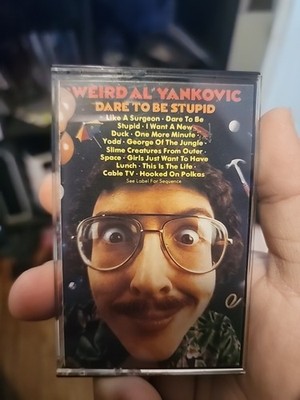 "WEIRD AL" YANKOVIC
DARE TO BE STUPID
Like A Surgeon · Dare To Be
Stupid · I Want A New
Duck · One More Minute ·
Yoda · George Of The Jungle ·
Slime Creatures From Outer
Space · Girls Just Want To Have
Lunch · This Is The Life ·
Cable TV · Hooked On Polkas
See Label For Sequence